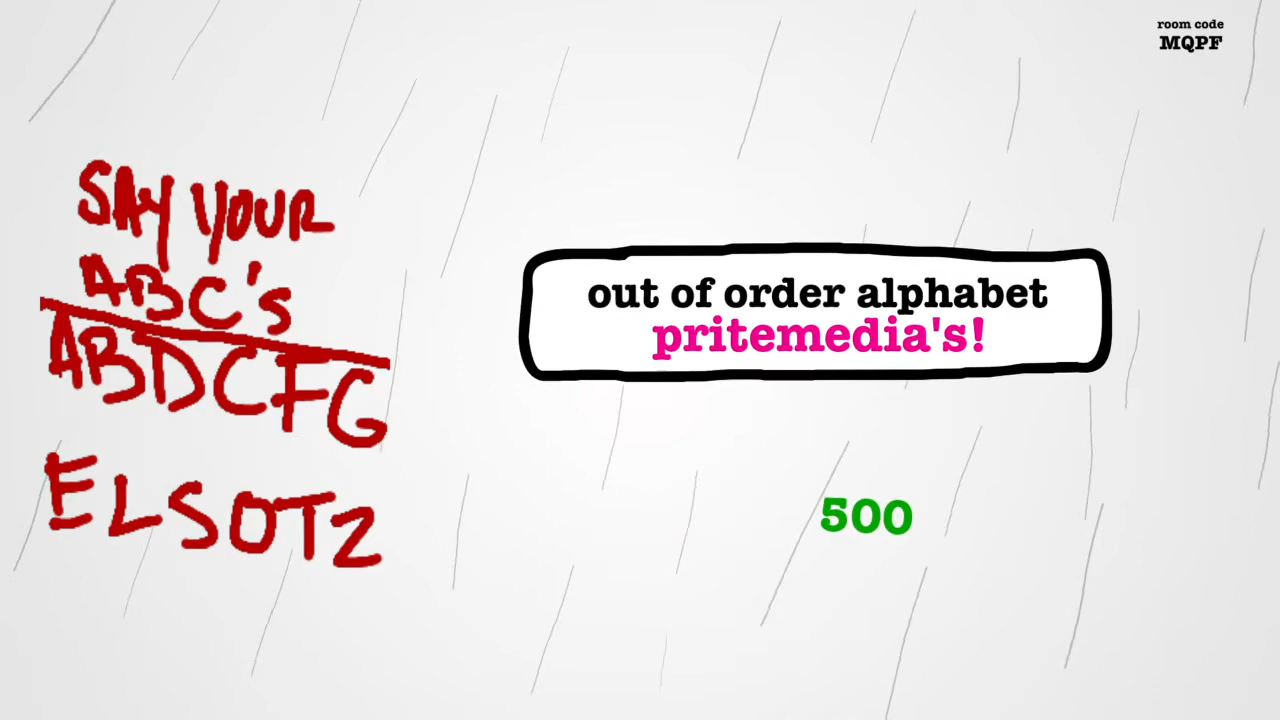 room code
MQPF
SAY YOUR
ABC's
ABDCFG
ELSOTZ
out of order alphabet
pritemedia's!
500